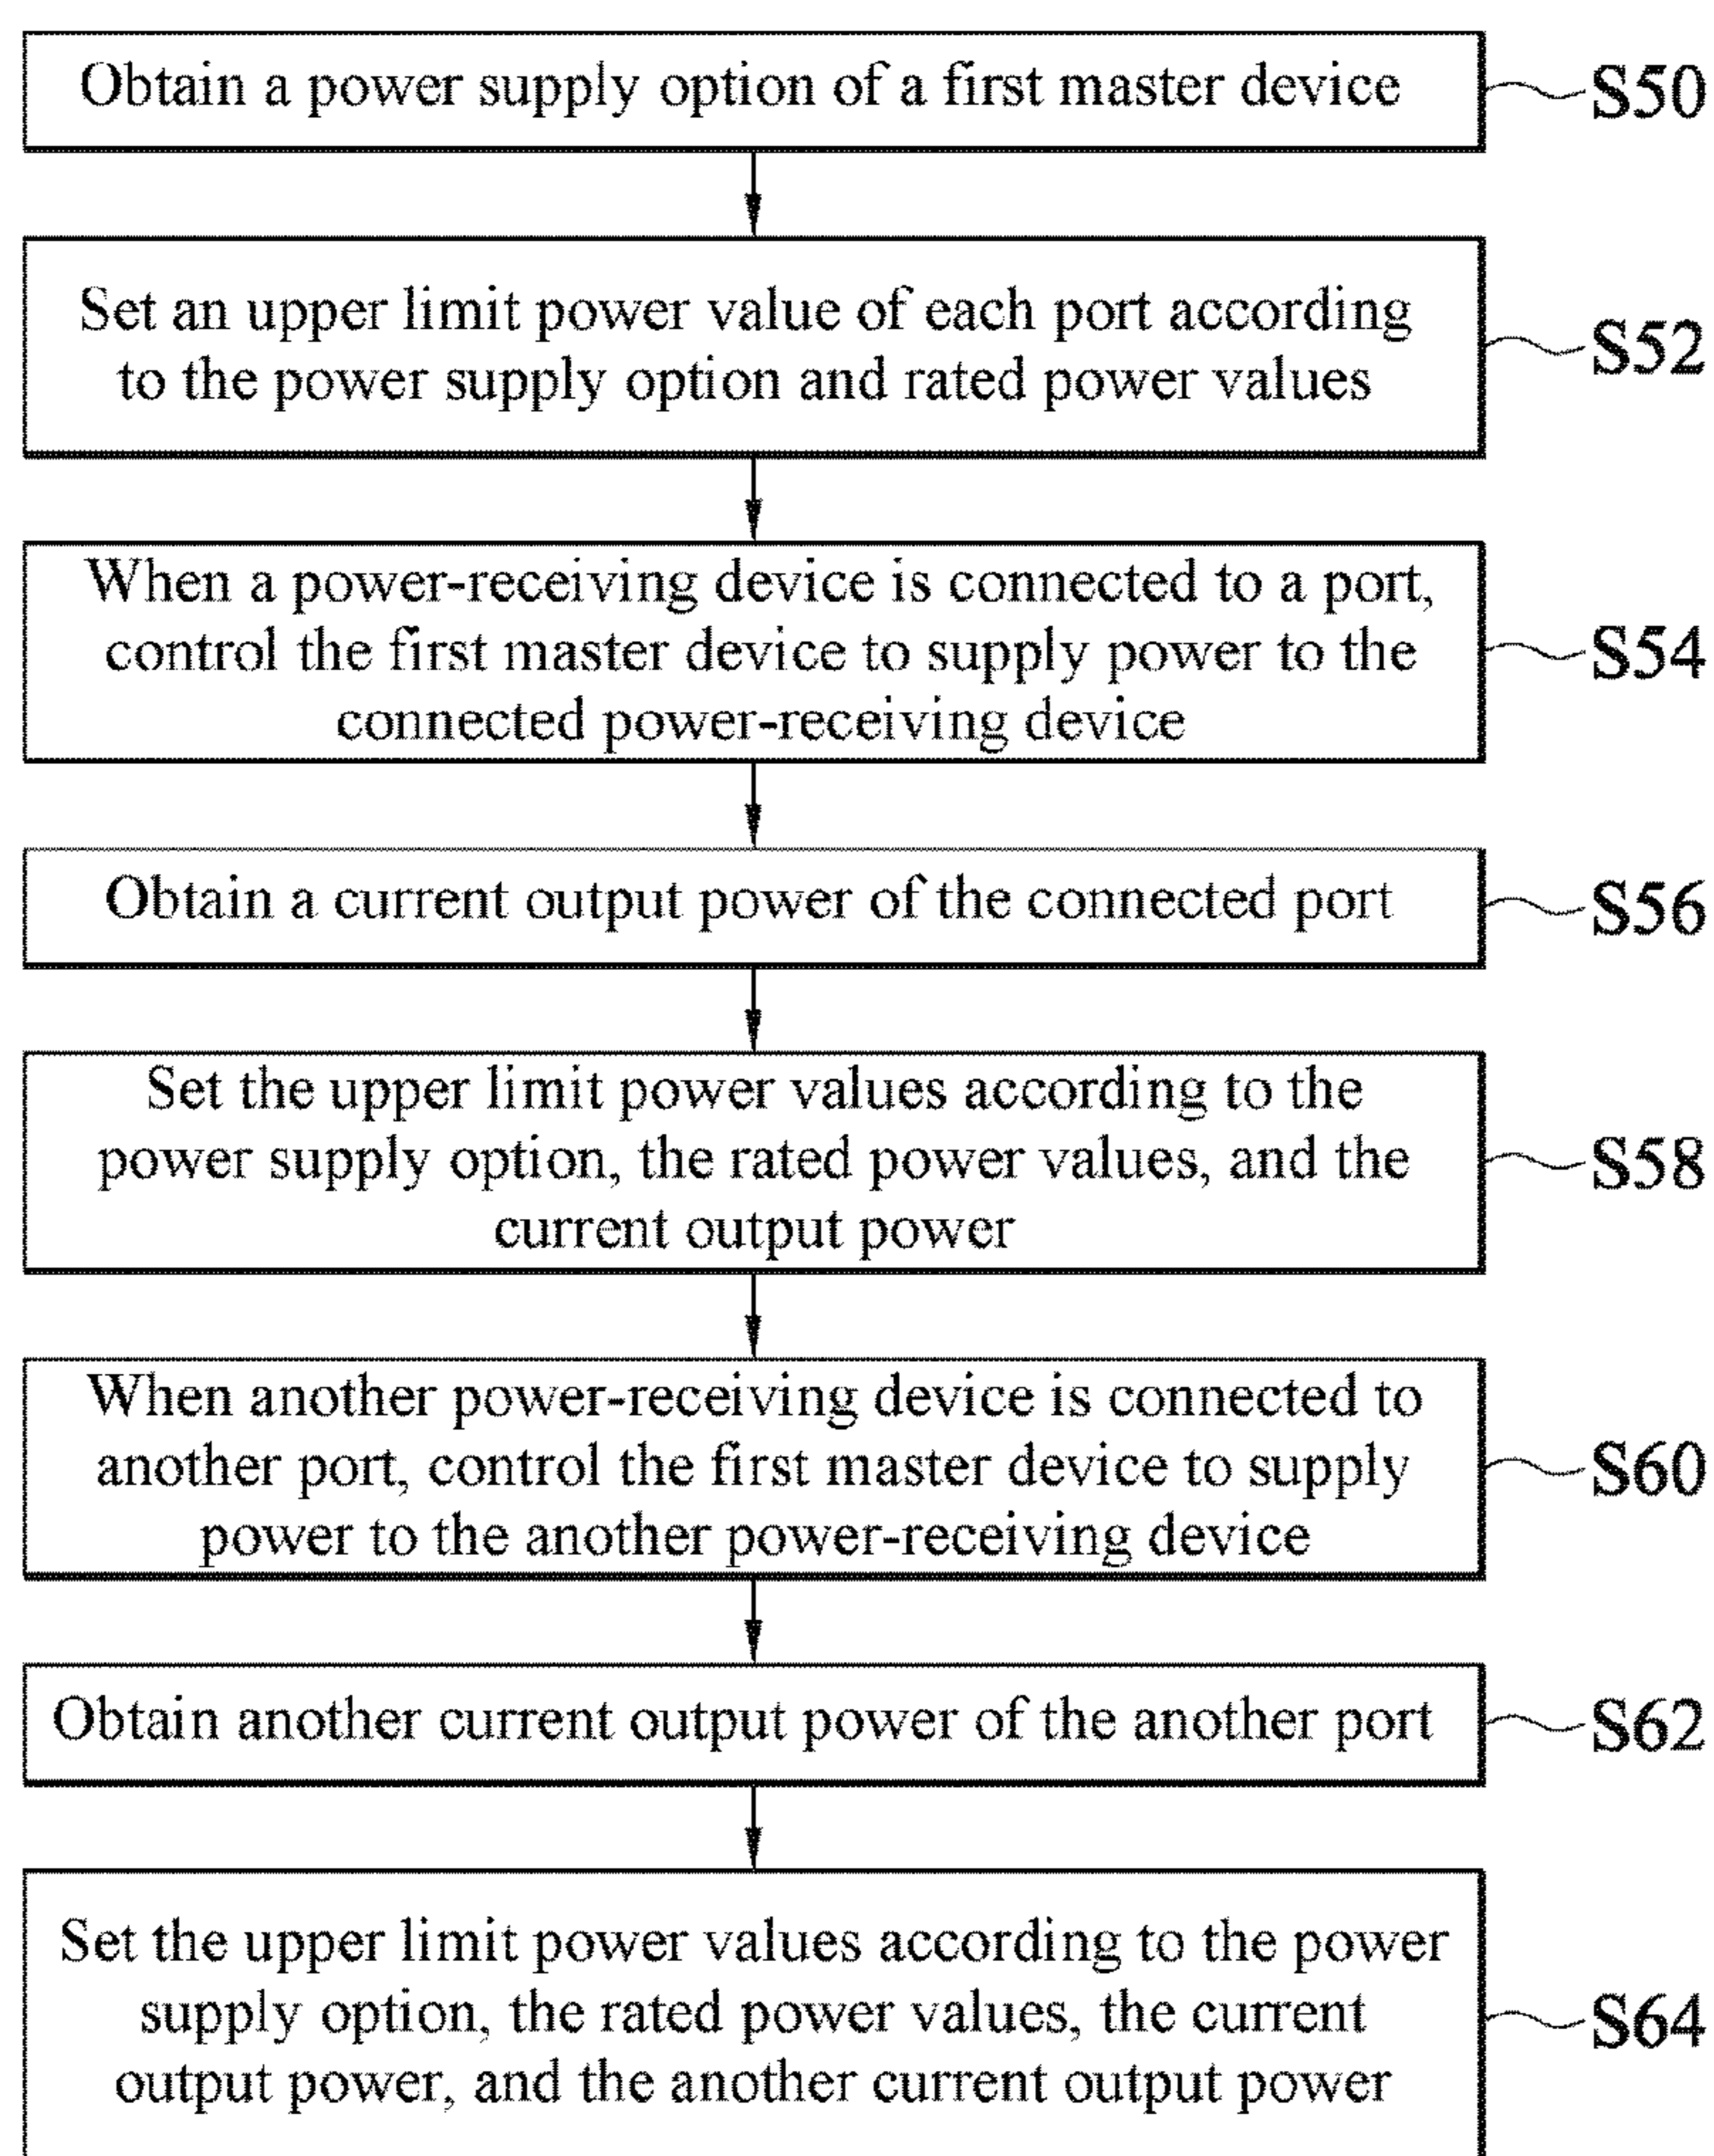 Obtain a power supply option of a first master device
S50
Set an upper limit power value of each port according
to the power supply option and rated power values
S52
When a power-receiving device is connected to a port,
control the first master device to supply power to the
connected power-receiving device
S54
Obtain a current output power of the connected port
S56
Set the upper limit power values according to the
power supply option, the rated power values, and the
current output power
S58
When another power-receiving device is connected to
another port, control the first master device to supply
power to the another power-receiving device
S60
Obtain another current output power of the another port
S62
Set the upper limit power values according to the power
supply option, the rated power values, the current
output power, and the another current output power
S64